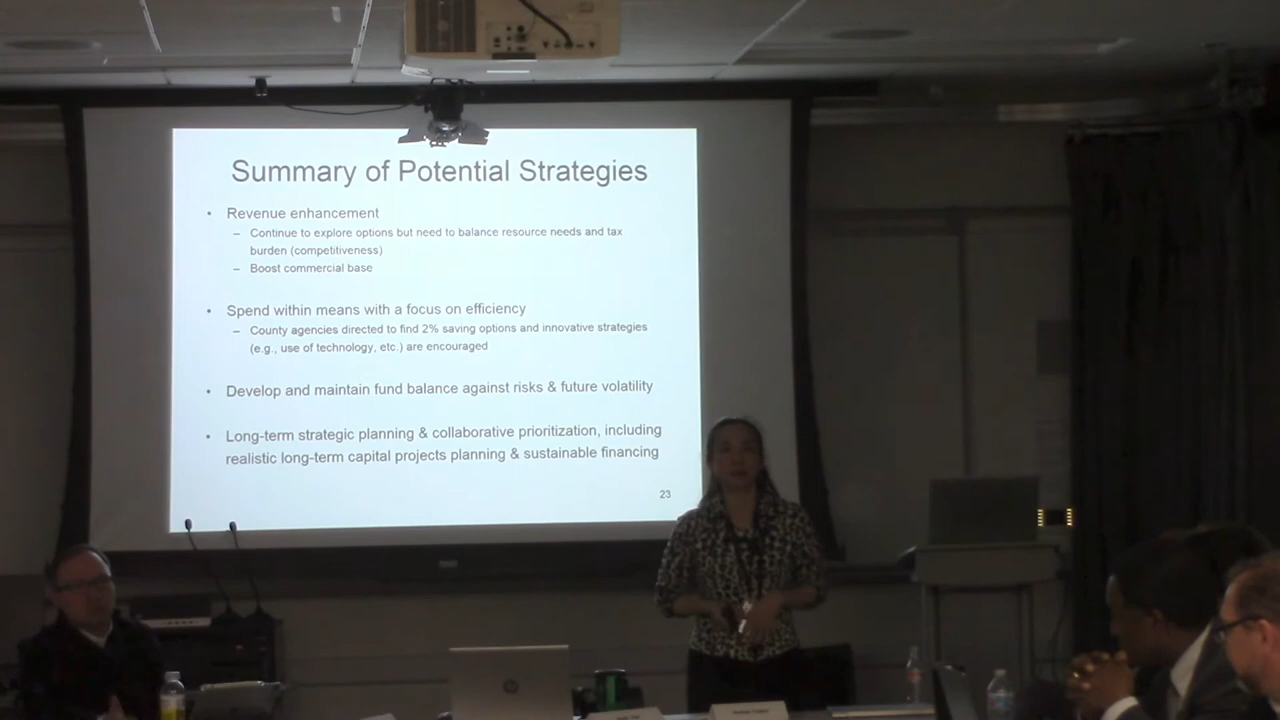 Summary of Potential Strategies
• Revenue enhancement
– Continue to explore options but need to balance resource needs and tax
burden (competitiveness)
– Boost commercial base
• Spend within means with a focus on efficiency
– County agencies directed to find 2% saving options and innovative strategies
(e.g., use of technology, etc.) are encouraged
• Develop and maintain fund balance against risks & future volatility
• Long-term strategic planning & collaborative prioritization, including
realistic long-term capital projects planning & sustainable financing
23
hp